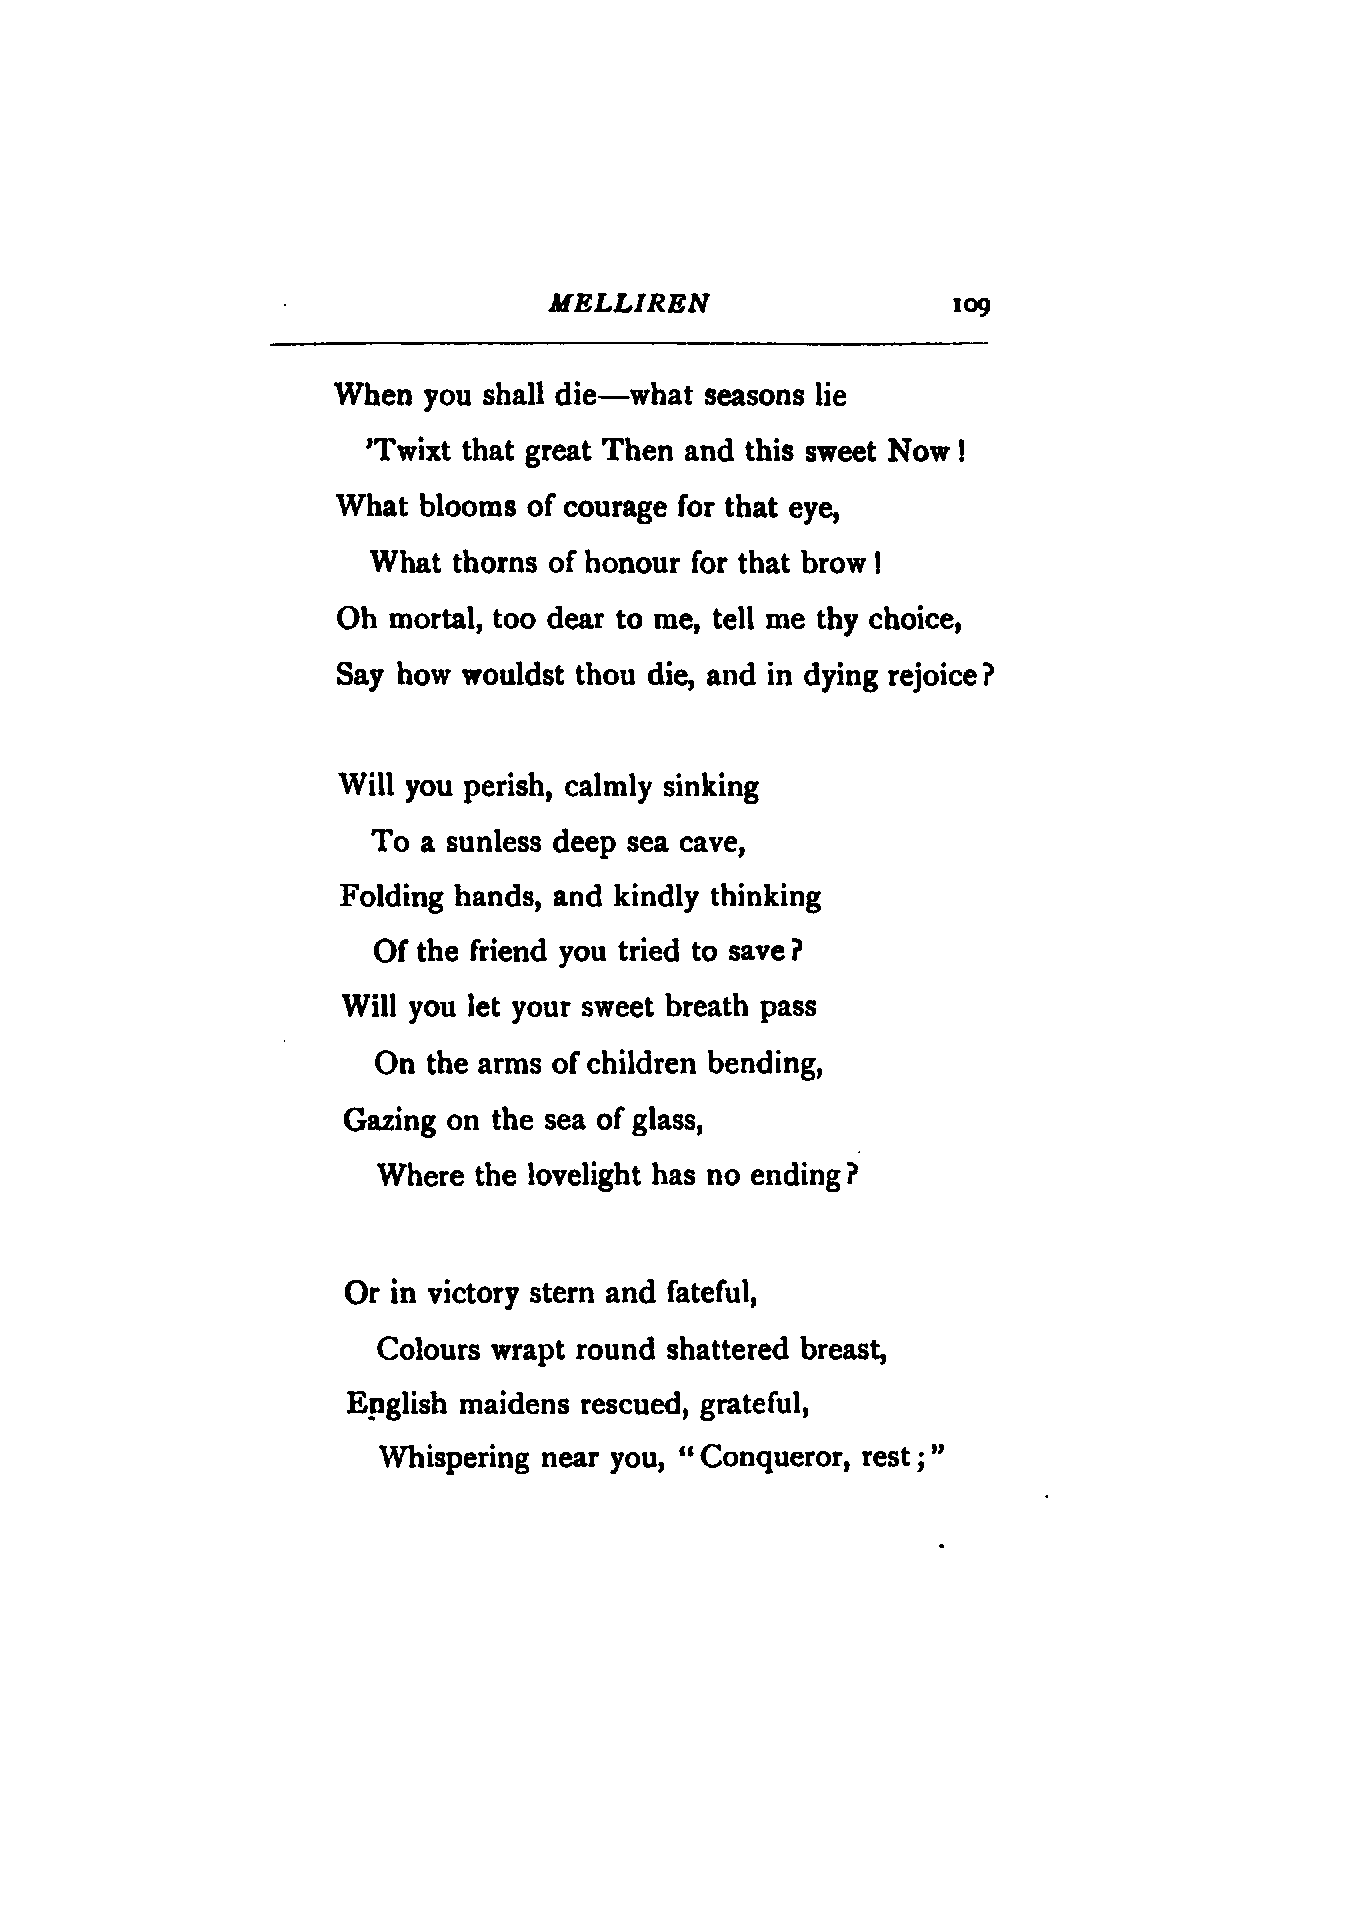 MELLIREN 109
When you shall die—what seasons lie
'Twixt that great Then and this sweet Now!
What blooms of courage for that eye,
What thorns of honour for that brow!
Oh mortal, too dear to me, tell me thy choice,
Say how wouldst thou die, and in dying rejoice?
Will you perish, calmly sinking
To a sunless deep sea cave,
Folding hands, and kindly thinking
Of the friend you tried to save?
Will you let your sweet breath pass
On the arms of children bending,
Gazing on the sea of glass,
Where the lovelight has no ending?
Or in victory stern and fateful,
Colours wrapt round shattered breast,
English maidens rescued, grateful,
Whispering near you, "Conqueror, rest;"